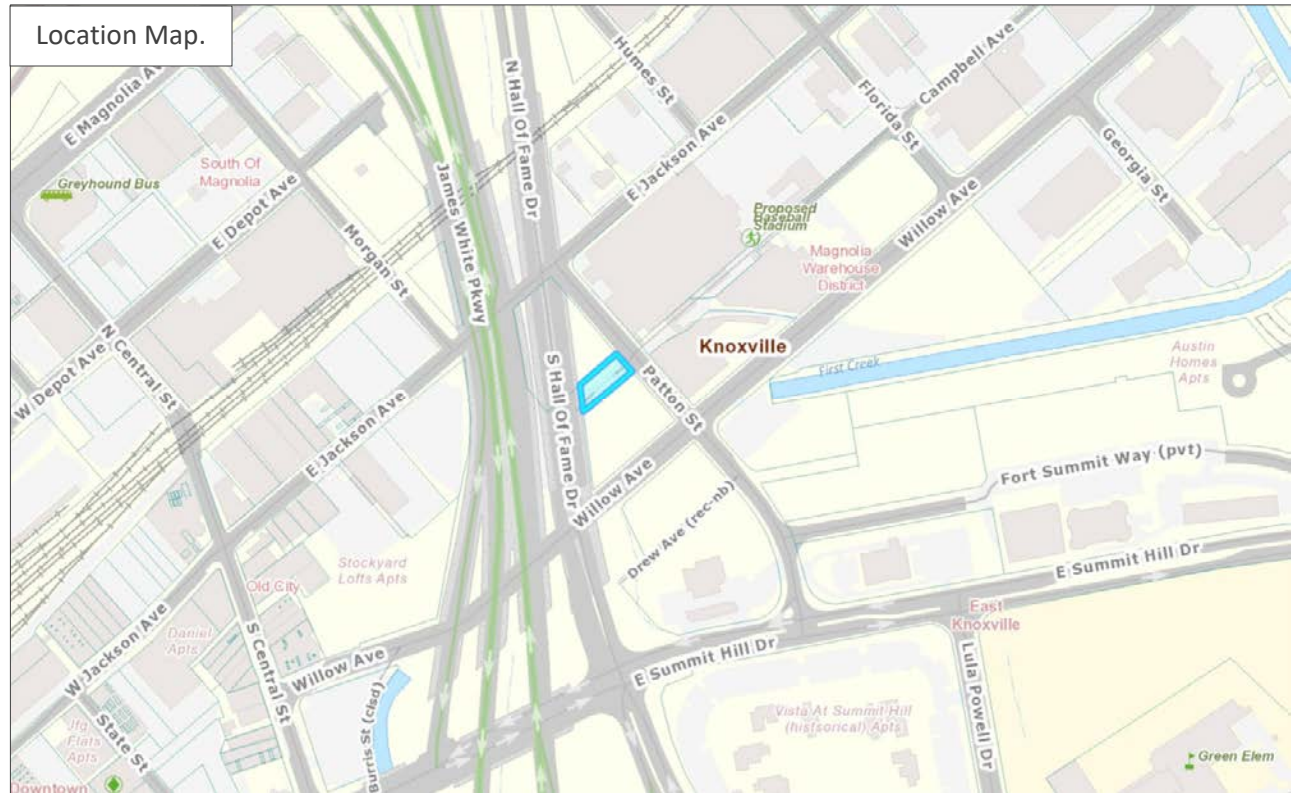 Location Map.
E Magnolia Ave
Greyhound Bus
South Of
Magnolia
E Depot Ave
Morgan St
N Central St
W Depot Ave
E Jackson Ave
James White Pkwy
N Hall Of Fame Dr
S Hall Of Fame Dr
Humes St
E Jackson Ave
Florida St
Campbell Ave
Georgia St
Willow Ave
Proposed
Baseball
Stadium
Magnolia
Warehouse
District
Knoxville
Patton St
First Creek
Austin
Homes
Apts
Fort Summit Way (pvt)
Willow Ave
Drew Ave (rec-nb)
E Summit Hill Dr
East
Knoxville
Lula Powell Dr
E Summit Hill Dr
Vista At Summit Hill
(histsorical) Apts
Green Elem
Stockyard
Lofts Apts
Old City
Daniel
Apts
W Jackson Ave
S Central St
Willow Ave
Burris St (clsd)
Jfg
Flats
Apts
State St
Downtown